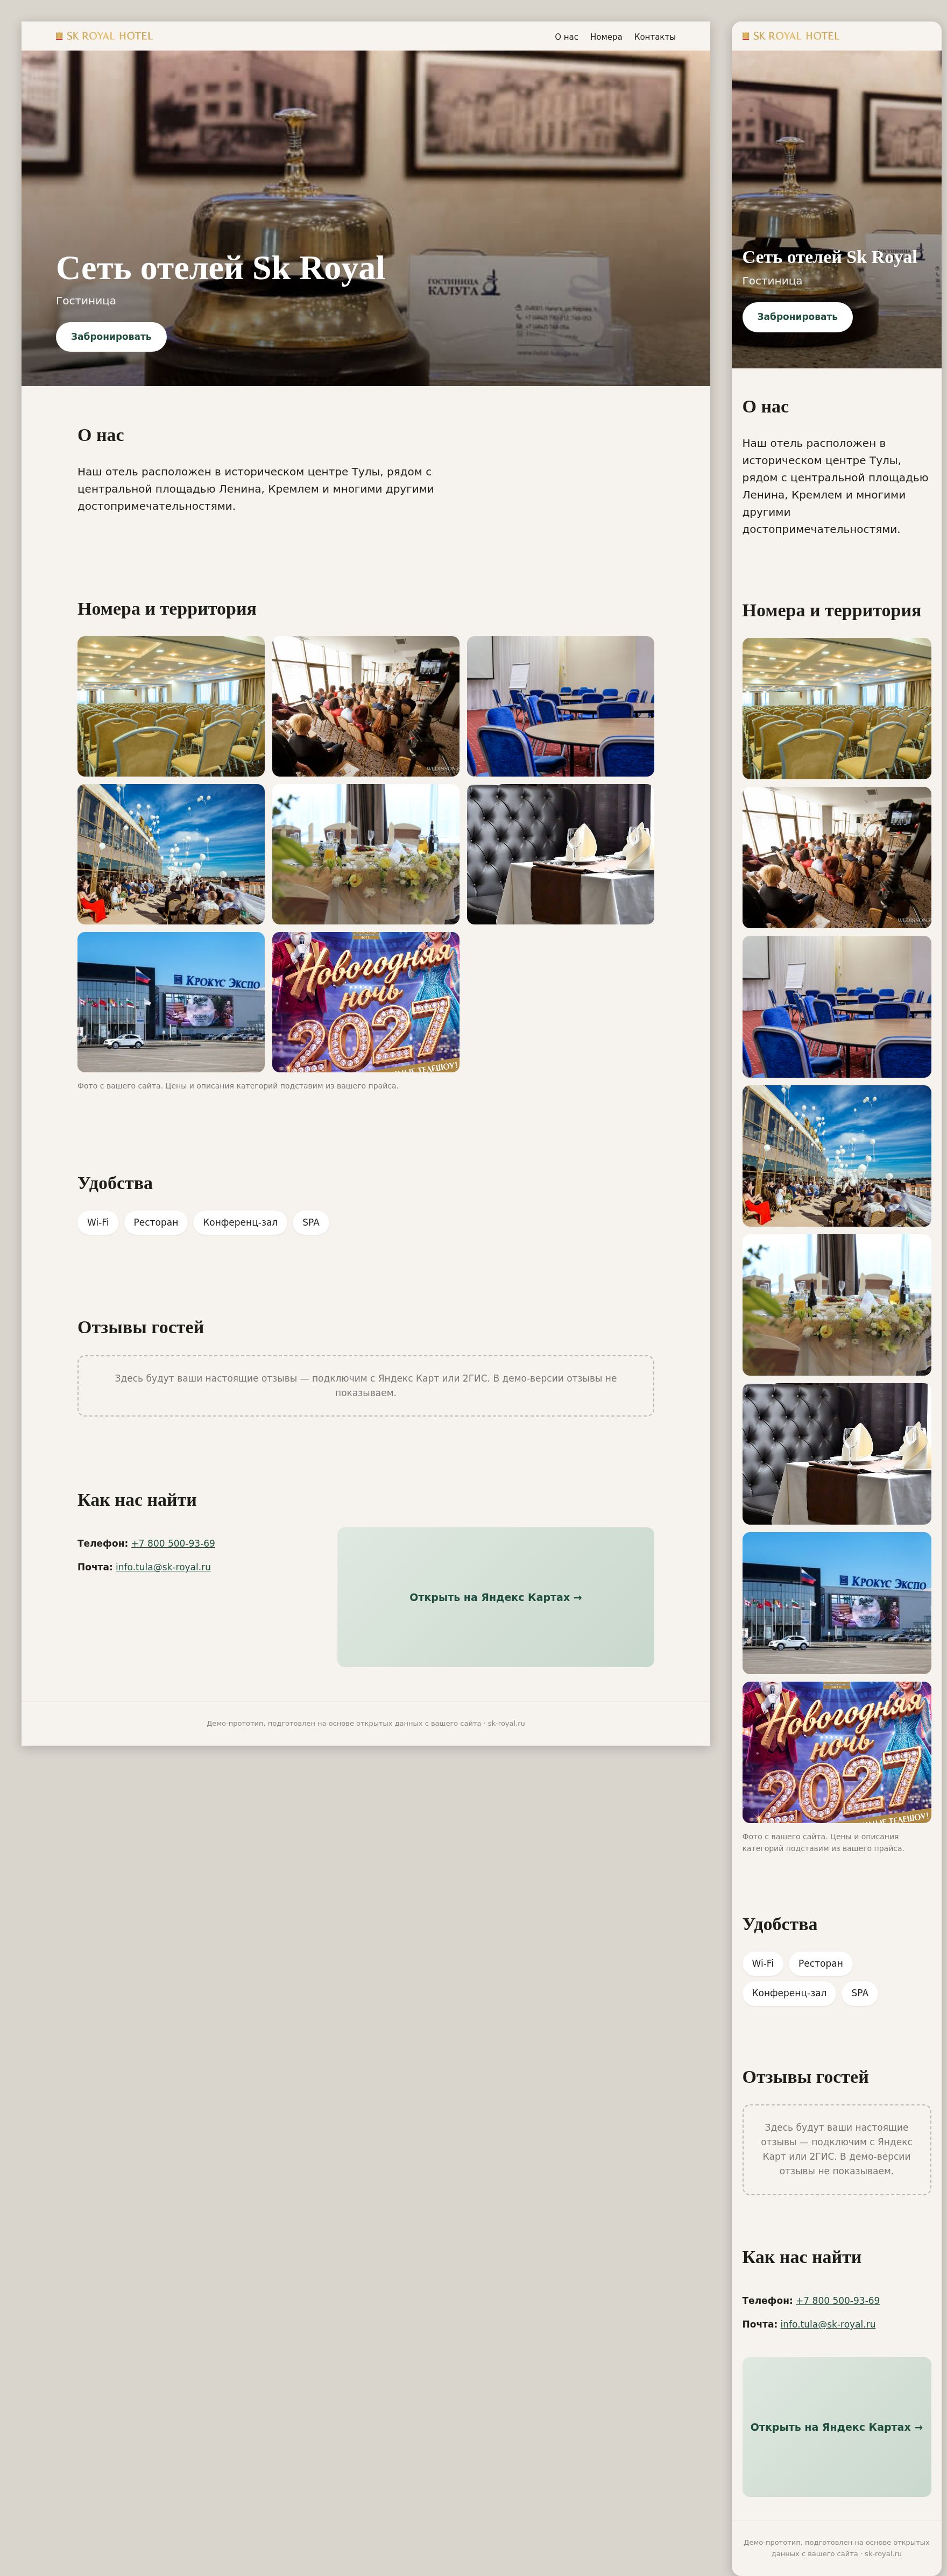 SK ROYAL HOTEL
О нас
Номера
Контакты
ГОСТИНИЦА
КАЛУГА
Сеть отелей Sk Royal
Гостиница
Забронировать
О нас
Наш отель расположен в историческом центре Тулы, рядом с
центральной площадью Ленина, Кремлем и многими другими
достопримечательностями.
Номера и территория
КРОКУС ЭКСПО
Новогодняя
ночь
2027
Фото с вашего сайта. Цены и описания категорий подставим из вашего прайса.
Удобства
Wi-Fi
Ресторан
Конференц-зал
SPA
Отзывы гостей
Здесь будут ваши настоящие отзывы — подключим с Яндекс Карт или 2ГИС. В демо-версии отзывы не
показываем.
Как нас найти
Телефон: +7 800 500-93-69
Почта: info.tula@sk-royal.ru
Открыть на Яндекс Картах →
Демо-прототип, подготовлен на основе открытых данных с вашего сайта · sk-royal.ru
SK ROYAL HOTEL
Сеть отелей Sk Royal
Гостиница
Забронировать
О нас
Наш отель расположен в
историческом центре Тулы,
рядом с центральной площадью
Ленина, Кремлем и многими
другими
достопримечательностями.
Номера и территория
КРОКУС ЭКСПО
Новогодняя
ночь
2027
Фото с вашего сайта. Цены и описания
категорий подставим из вашего прайса.
Удобства
Wi-Fi
Ресторан
Конференц-зал
SPA
Отзывы гостей
Здесь будут ваши настоящие
отзывы — подключим с Яндекс
Карт или 2ГИС. В демо-версии
отзывы не показываем.
Как нас найти
Телефон: +7 800 500-93-69
Почта: info.tula@sk-royal.ru
Открыть на Яндекс Картах →
Демо-прототип, подготовлен на основе открытых
данных с вашего сайта · sk-royal.ru